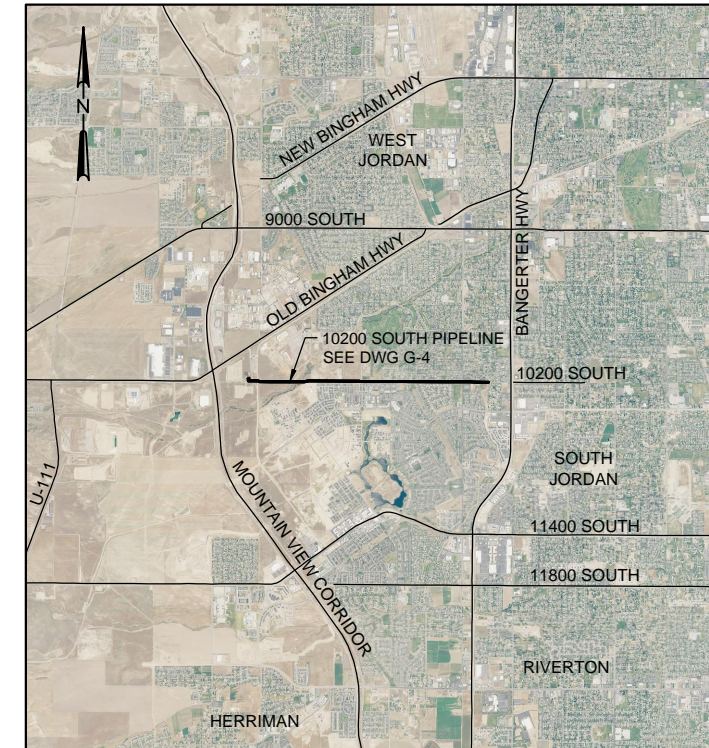 N
NEW BINGHAM HWY
WEST
JORDAN
9000 SOUTH
OLD BINGHAM HWY
BANGERTER HWY
10200 SOUTH PIPELINE
SEE DWG G-4
10200 SOUTH
U-111
SOUTH
JORDAN
MOUNTAIN VIEW CORRIDOR
11400 SOUTH
11800 SOUTH
RIVERTON
HERRIMAN